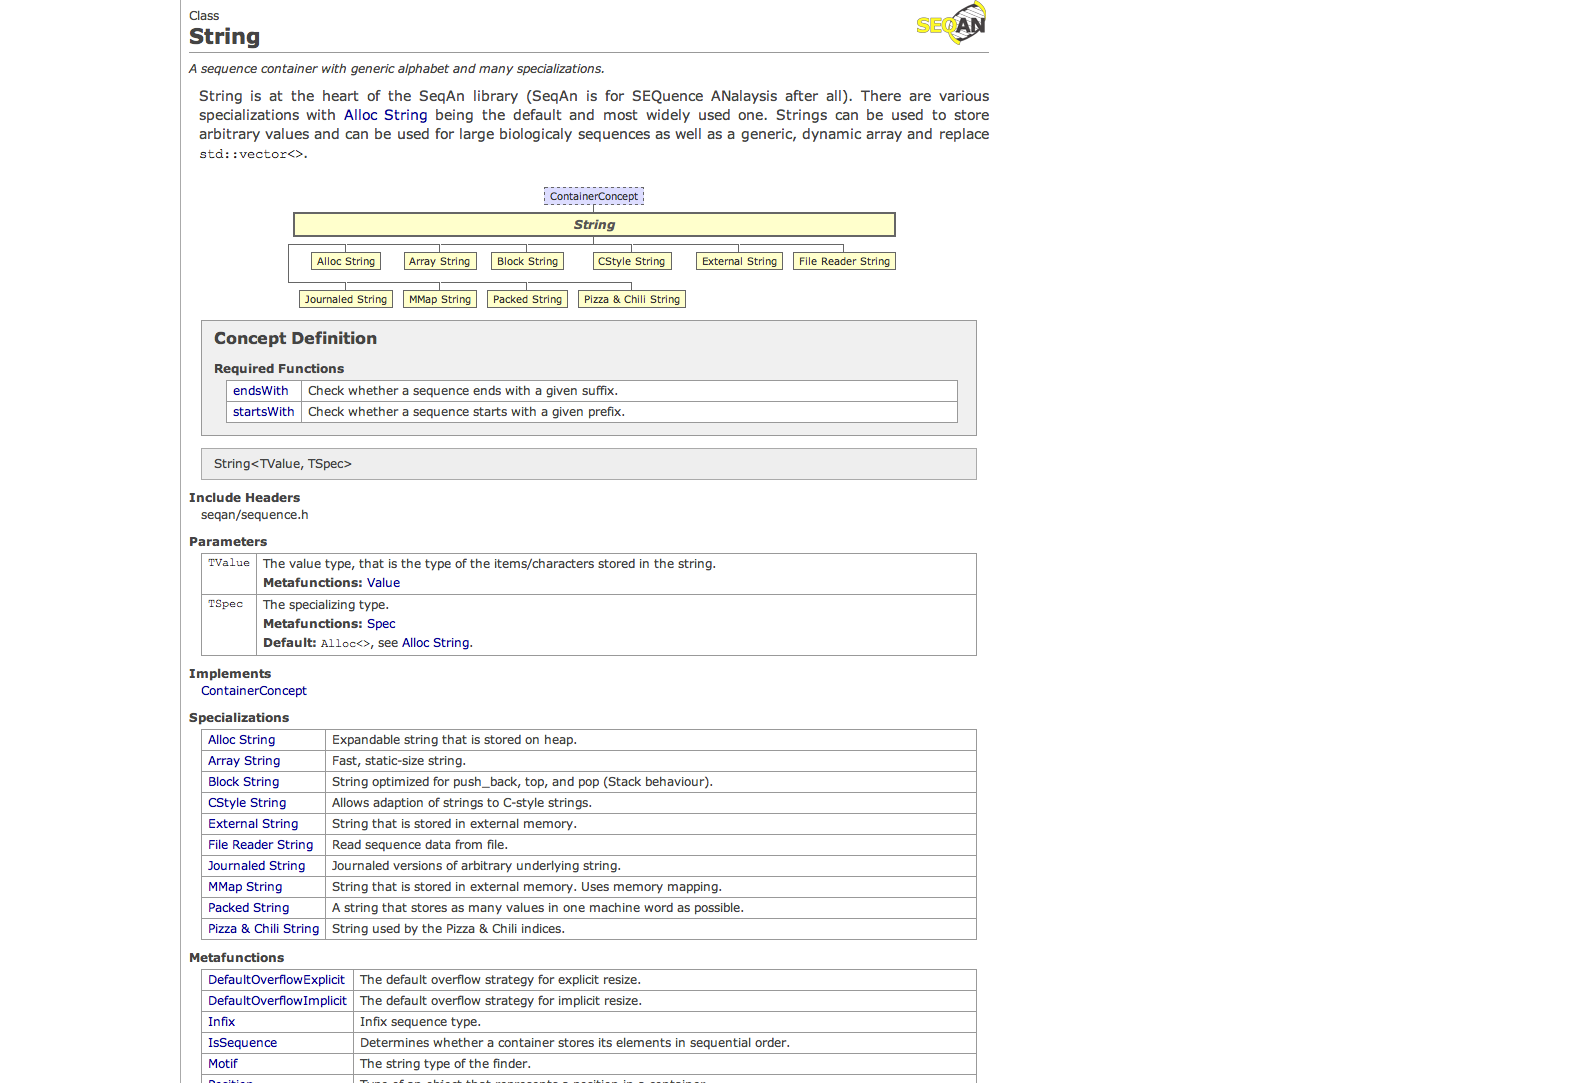 Class
String
SEQAN
A sequence container with generic alphabet and many specializations.
String is at the heart of the SeqAn library (SeqAn is for SEQuence ANalaysis after all). There are various
specializations with Alloc String being the default and most widely used one. Strings can be used to store
arbitrary values and can be used for large biologicaly sequences as well as a generic, dynamic array and replace
std::vector<>.
ContainerConcept
String
Alloc String Array String Block String CStyle String External String File Reader String
Journaled String MMap String Packed String Pizza & Chili String
Concept Definition
Required Functions
endsWith Check whether a sequence ends with a given suffix.
startsWith Check whether a sequence starts with a given prefix.
String<TValue, TSpec>
Include Headers
seqan/sequence.h
Parameters
TValue The value type, that is the type of the items/characters stored in the string.
Metafunctions: Value
TSpec The specializing type.
Metafunctions: Spec
Default: Alloc<>, see Alloc String.
Implements
ContainerConcept
Specializations
Alloc String Expandable string that is stored on heap.
Array String Fast, static-size string.
Block String String optimized for push_back, top, and pop (Stack behaviour).
CStyle String Allows adaption of strings to C-style strings.
External String String that is stored in external memory.
File Reader String Read sequence data from file.
Journaled String Journaled versions of arbitrary underlying string.
MMap String String that is stored in external memory. Uses memory mapping.
Packed String A string that stores as many values in one machine word as possible.
Pizza & Chili String String used by the Pizza & Chili indices.
Metafunctions
DefaultOverflowExplicit The default overflow strategy for explicit resize.
DefaultOverflowImplicit The default overflow strategy for implicit resize.
Infix Infix sequence type.
IsSequence Determines whether a container stores its elements in sequential order.
Motif The string type of the finder.